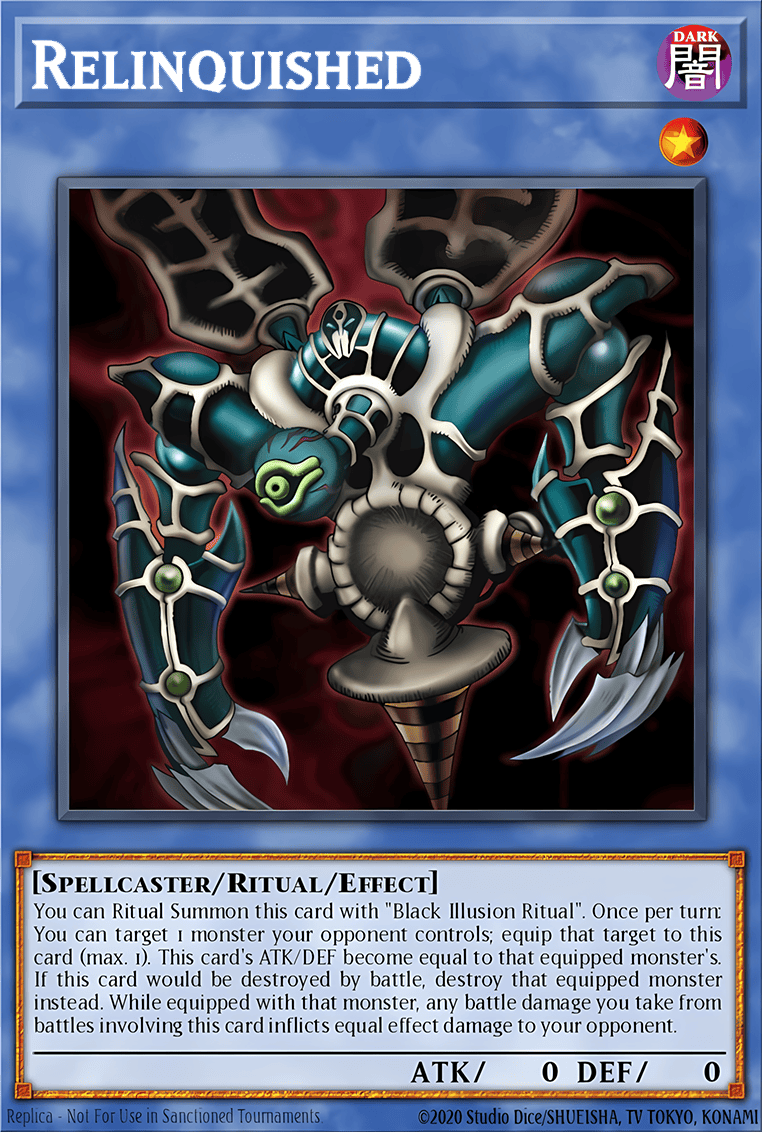 RELINQUISHED
DARK
闇
[SPELLCASTER/RITUAL/EFFECT]
You can Ritual Summon this card with "Black Illusion Ritual". Once per turn:
You can target 1 monster your opponent controls; equip that target to this
card (max. 1). This card's ATK/DEF become equal to that equipped monster's.
If this card would be destroyed by battle, destroy that equipped monster
instead. While equipped with that monster, any battle damage you take from
battles involving this card inflicts equal effect damage to your opponent.
ATK/ 0 DEF/ 0
Replica - Not For Use in Sanctioned Tournaments. ©2020 Studio Dice/SHUEISHA, TV TOKYO, KONAMI